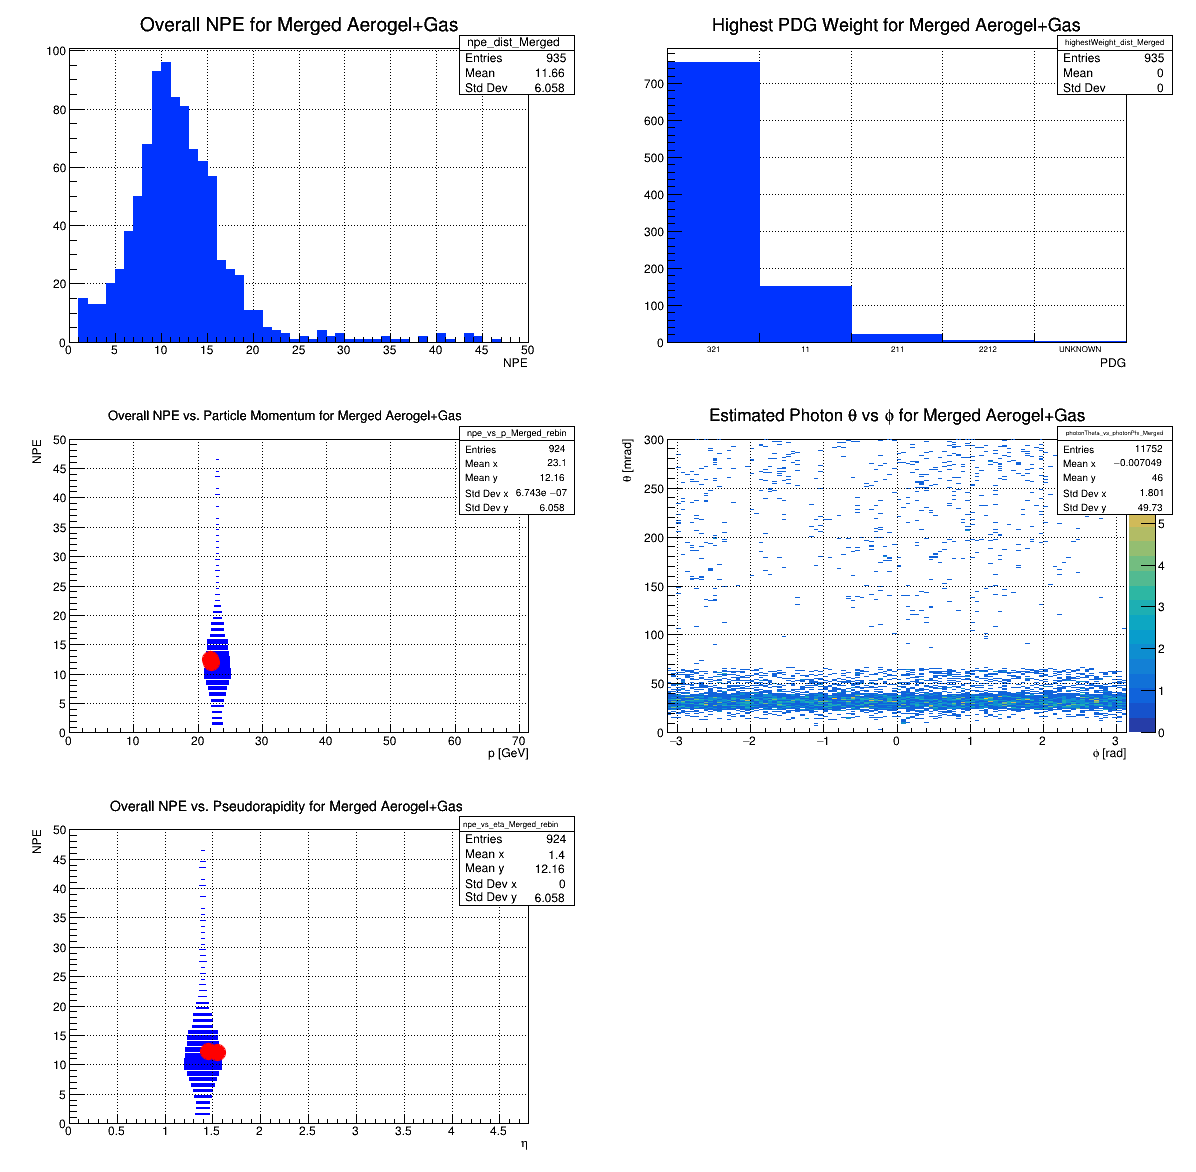 Overall NPE for Merged Aerogel+Gas
npe_dist_Merged
Entries 935
Mean 11.66
Std Dev 6.058
100
80
60
40
20
0
0 5 10 15 20 25 30 35 40 45 50
NPE
Highest PDG Weight for Merged Aerogel+Gas
highestWeight_dist_Merged
Entries 935
Mean 0
Std Dev 0
700
600
500
400
300
200
100
0
321 11 211 2212 UNKNOWN
PDG
Overall NPE vs. Particle Momentum for Merged Aerogel+Gas
npe_vs_p_Merged_rebin
Entries 924
Mean x 23.1
Mean y 12.16
Std Dev x 6.743e −07
Std Dev y 6.058
NPE
50
45
40
35
30
25
20
15
10
5
0
0 10 20 30 40 50 60 70
p [GeV]
Estimated Photon θ vs ϕ for Merged Aerogel+Gas
photonTheta_vs_photonPhi_Merged
Entries 11752
Mean x −0.007049
Mean y 46
Std Dev x 1.801
Std Dev y 49.73
θ [mrad]
300
250
200
150
100
50
0
−3 −2 −1 0 1 2 3
ϕ [rad]
5
4
3
2
1
0
Overall NPE vs. Pseudorapidity for Merged Aerogel+Gas
npe_vs_eta_Merged_rebin
Entries 924
Mean x 1.4
Mean y 12.16
Std Dev x 0
Std Dev y 6.058
NPE
50
45
40
35
30
25
20
15
10
5
0
0 0.5 1 1.5 2 2.5 3 3.5 4 4.5
η